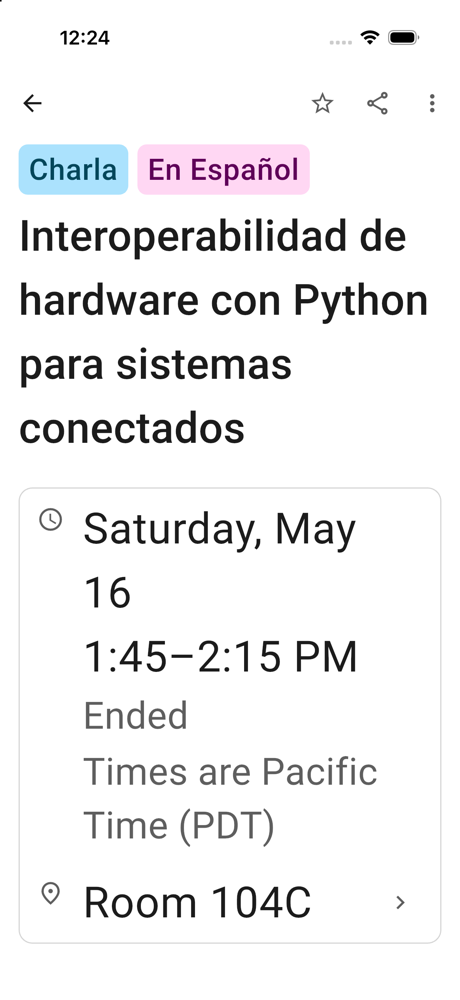 12:24
Charla En Español
Interoperabilidad de
hardware con Python
para sistemas
conectados
Saturday, May
16
1:45–2:15 PM
Ended
Times are Pacific
Time (PDT)
Room 104C